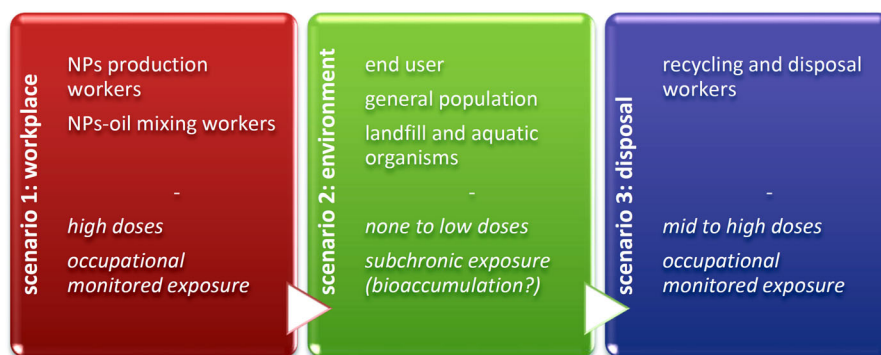 scenario 1: workplace
NPs production
workers
NPs-oil mixing workers
-
high doses
occupational
monitored exposure
scenario 2: environment
end user
general population
landfill and aquatic
organisms
-
none to low doses
subchronic exposure
(bioaccumulation?)
scenario 3: disposal
recycling and disposal
workers
-
mid to high doses
occupational
monitored exposure